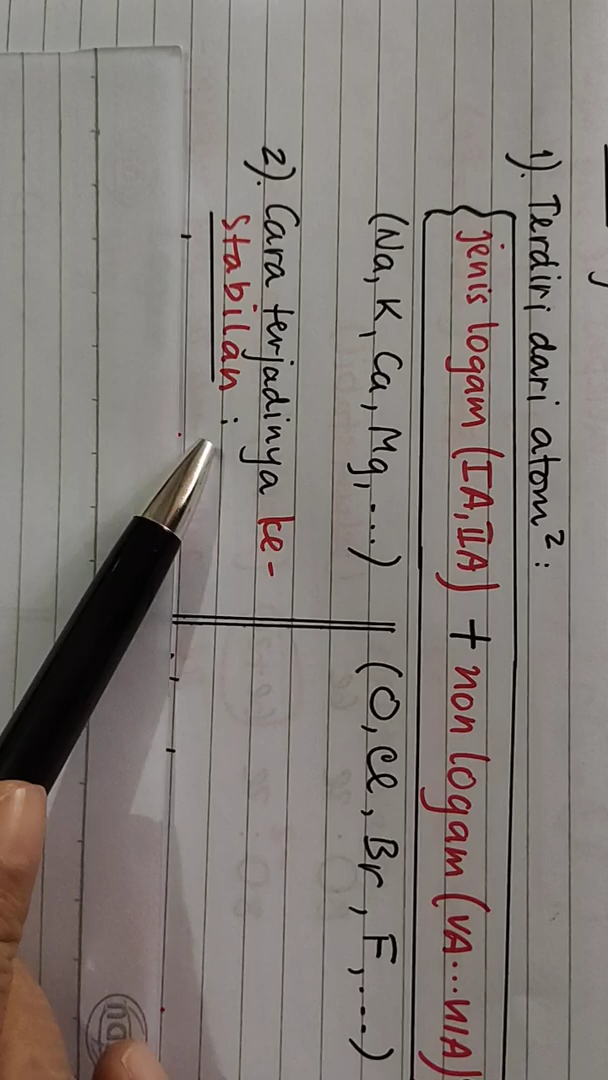 1). Terdiri dari atom²:
jenis logam (IA, IIA) + non logam (VA...VIIA)
(Na, K, Ca, Mg, ...) (O, Cl, Br, F, ....)
2). Cara terjadinya ke-
stabilan :